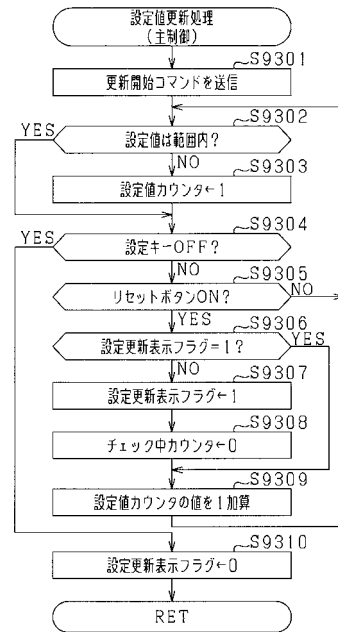 設定値更新処理
(主制御)
S9301
更新開始コマンドを送信
S9302
YES
設定値は範囲内?
NO
S9303
設定値カウンタ←1
S9304
YES
設定キーOFF?
NO
S9305
リセットボタンON?
NO
YES
S9306
設定更新表示フラグ=1?
YES
NO
S9307
設定更新表示フラグ←1
S9308
チェック中カウンタ←0
S9309
設定値カウンタの値を1加算
S9310
設定更新表示フラグ←0
RET